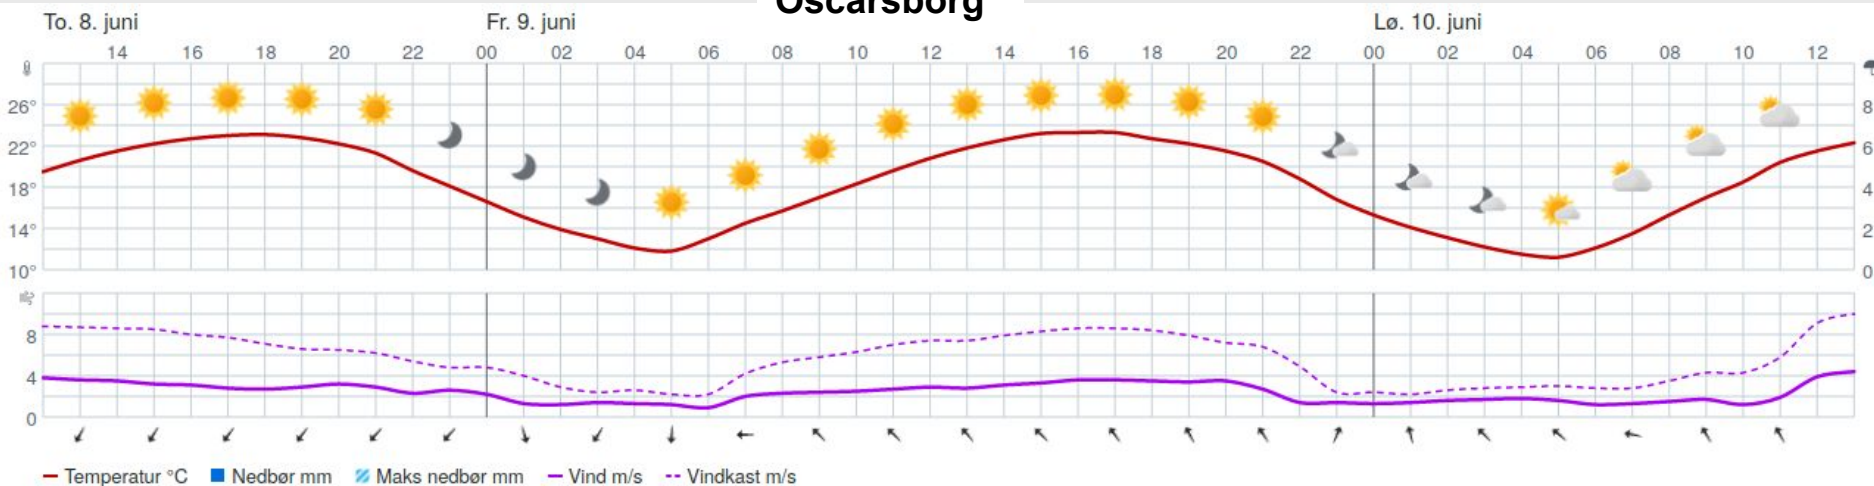 Oscarsborg
To. 8. juni Fr. 9. juni Lø. 10. juni
14 16 18 20 22 00 02 04 06 08 10 12 14 16 18 20 22 00 02 04 06 08 10 12
26° 8
22° 6
18° 4
14° 2
10° 0
8
4
0
Temperatur °C Nedbør mm Maks nedbør mm Vind m/s Vindkast m/s